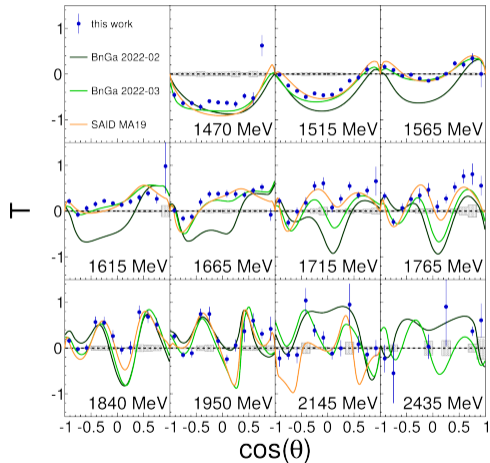 this work
BnGa 2022-02
BnGa 2022-03
SAID MA19
1
0
-1
1470 MeV
1515 MeV
1565 MeV
T
1
0
-1
1615 MeV
1665 MeV
1715 MeV
1765 MeV
1
0
-1
1840 MeV
1950 MeV
2145 MeV
2435 MeV
-1 -0.5 0 0.5 -1 -0.5 0 0.5 -1 -0.5 0 0.5 -1 -0.5 0 0.5 1
cos(θ)